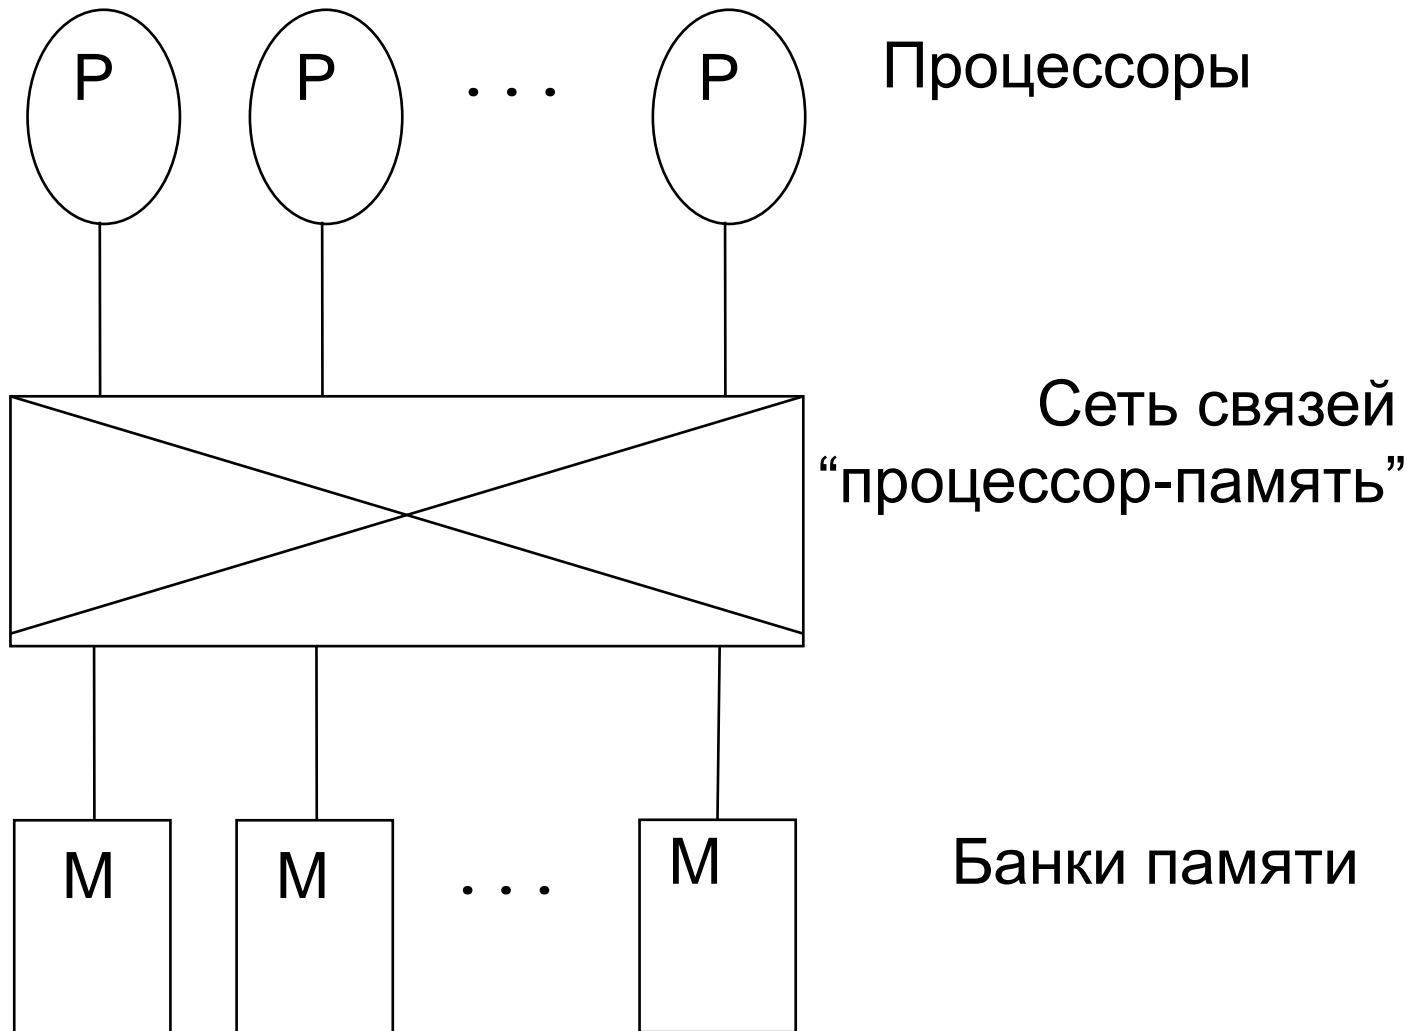 P P . . . P Процессоры
Сеть связей
“процессор-память”
M M . . . M Банки памяти